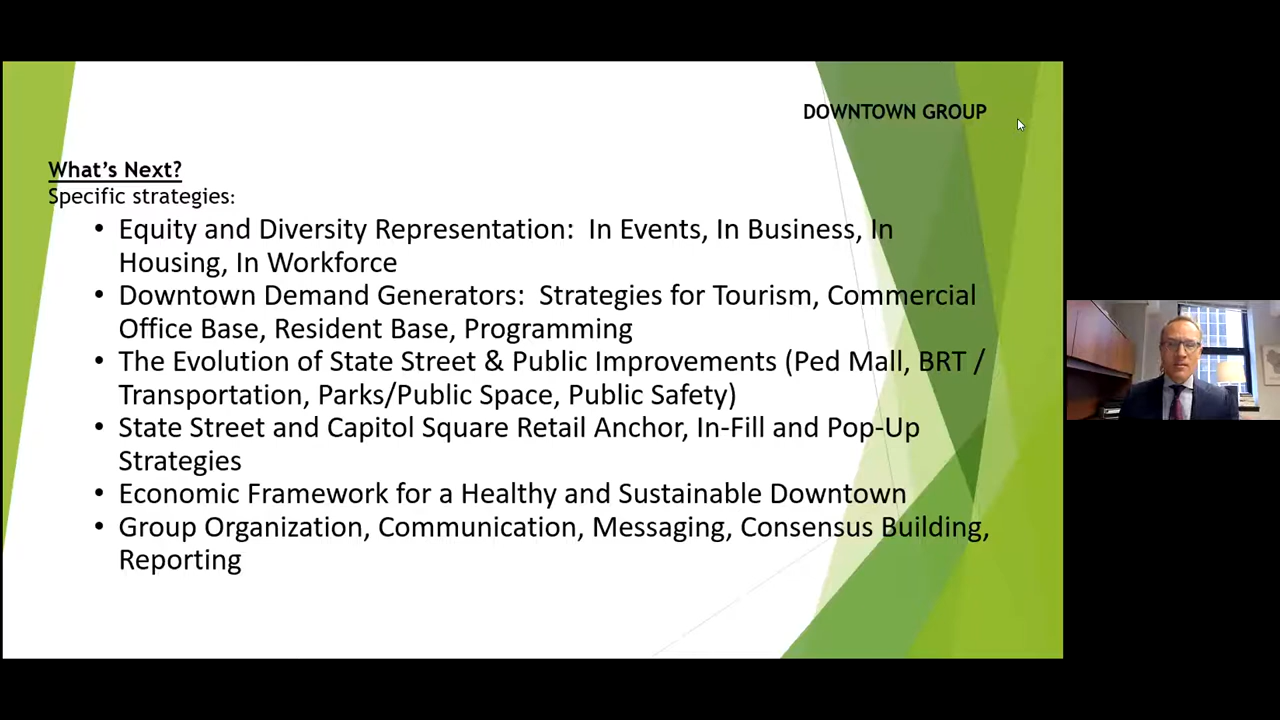 DOWNTOWN GROUP
What's Next?
Specific strategies:
• Equity and Diversity Representation:  In Events, In Business, In
Housing, In Workforce
• Downtown Demand Generators:  Strategies for Tourism, Commercial
Office Base, Resident Base, Programming
• The Evolution of State Street & Public Improvements (Ped Mall, BRT /
Transportation, Parks/Public Space, Public Safety)
• State Street and Capitol Square Retail Anchor, In-Fill and Pop-Up
Strategies
• Economic Framework for a Healthy and Sustainable Downtown
• Group Organization, Communication, Messaging, Consensus Building,
Reporting